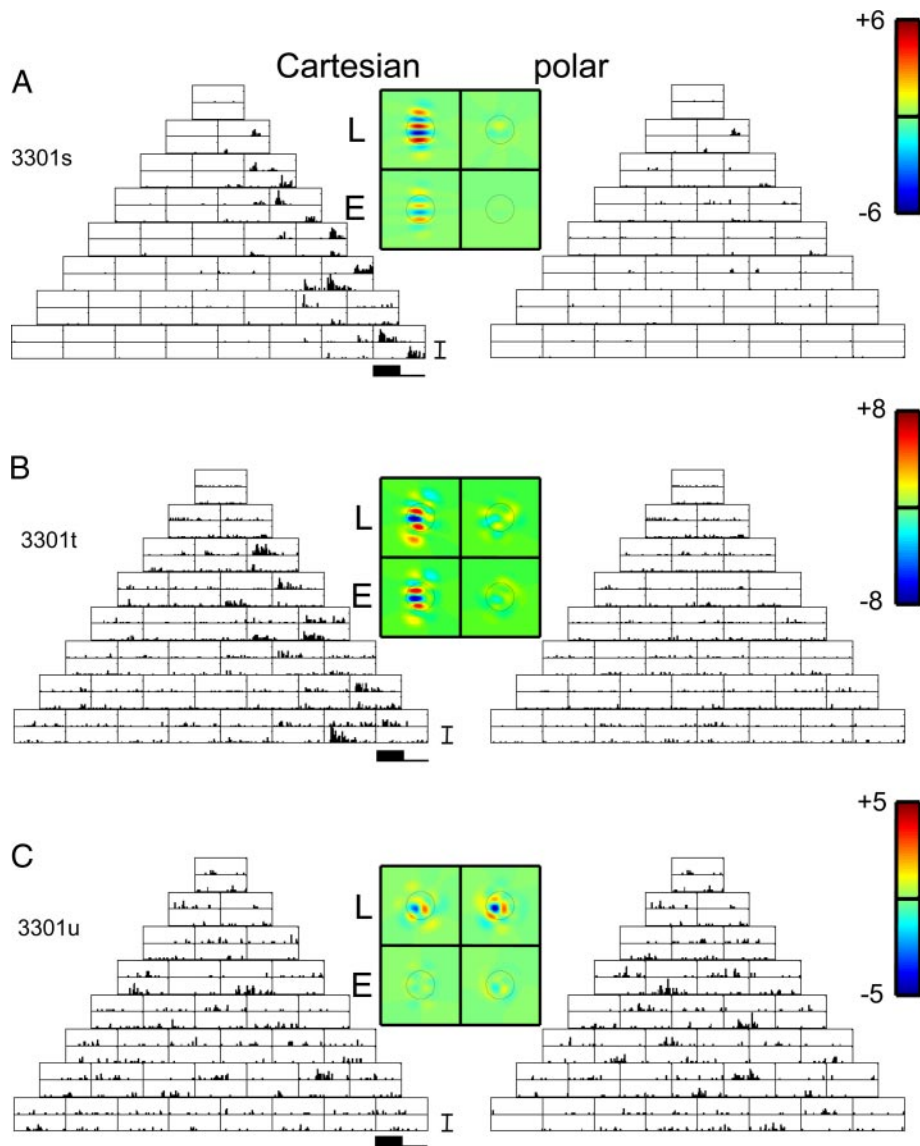 A
Cartesian polar
+6
3301s
L
E
-6
B
+8
3301t
L
E
-8
C
+5
3301u
L
E
-5